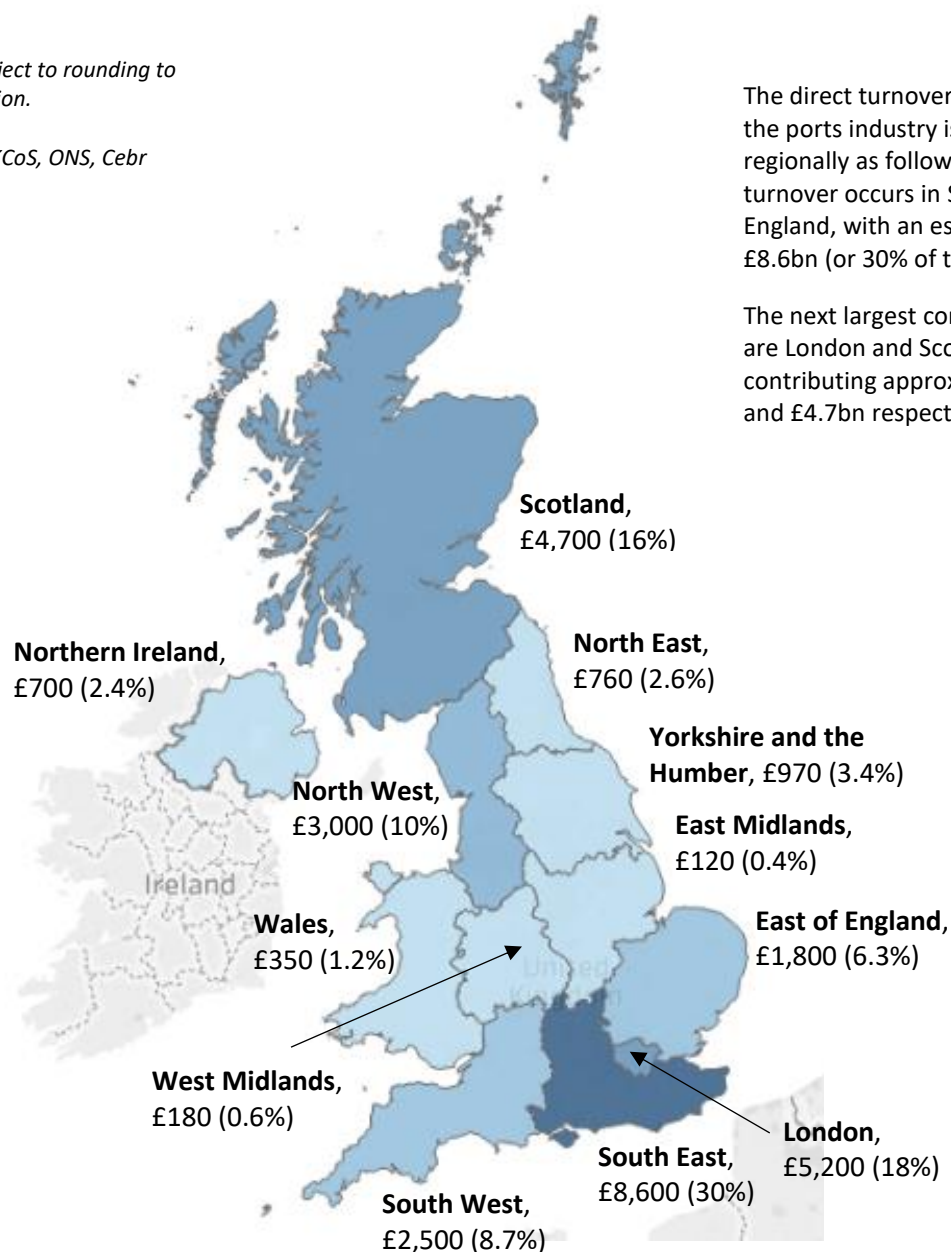 ject to rounding to
ion.
CoS, ONS, Cebr
The direct turnover
the ports industry is
regionally as follow
turnover occurs in S
England, with an es
£8.6bn (or 30% of t
The next largest con
are London and Sco
contributing approx
and £4.7bn respect
Scotland,
£4,700 (16%)
Northern Ireland,
£700 (2.4%)
North East,
£760 (2.6%)
Yorkshire and the
Humber, £970 (3.4%)
North West,
£3,000 (10%)
East Midlands,
£120 (0.4%)
Ireland
Wales,
£350 (1.2%)
East of England,
£1,800 (6.3%)
United
Kingdom
West Midlands,
£180 (0.6%)
London,
£5,200 (18%)
South East,
£8,600 (30%)
South West,
£2,500 (8.7%)